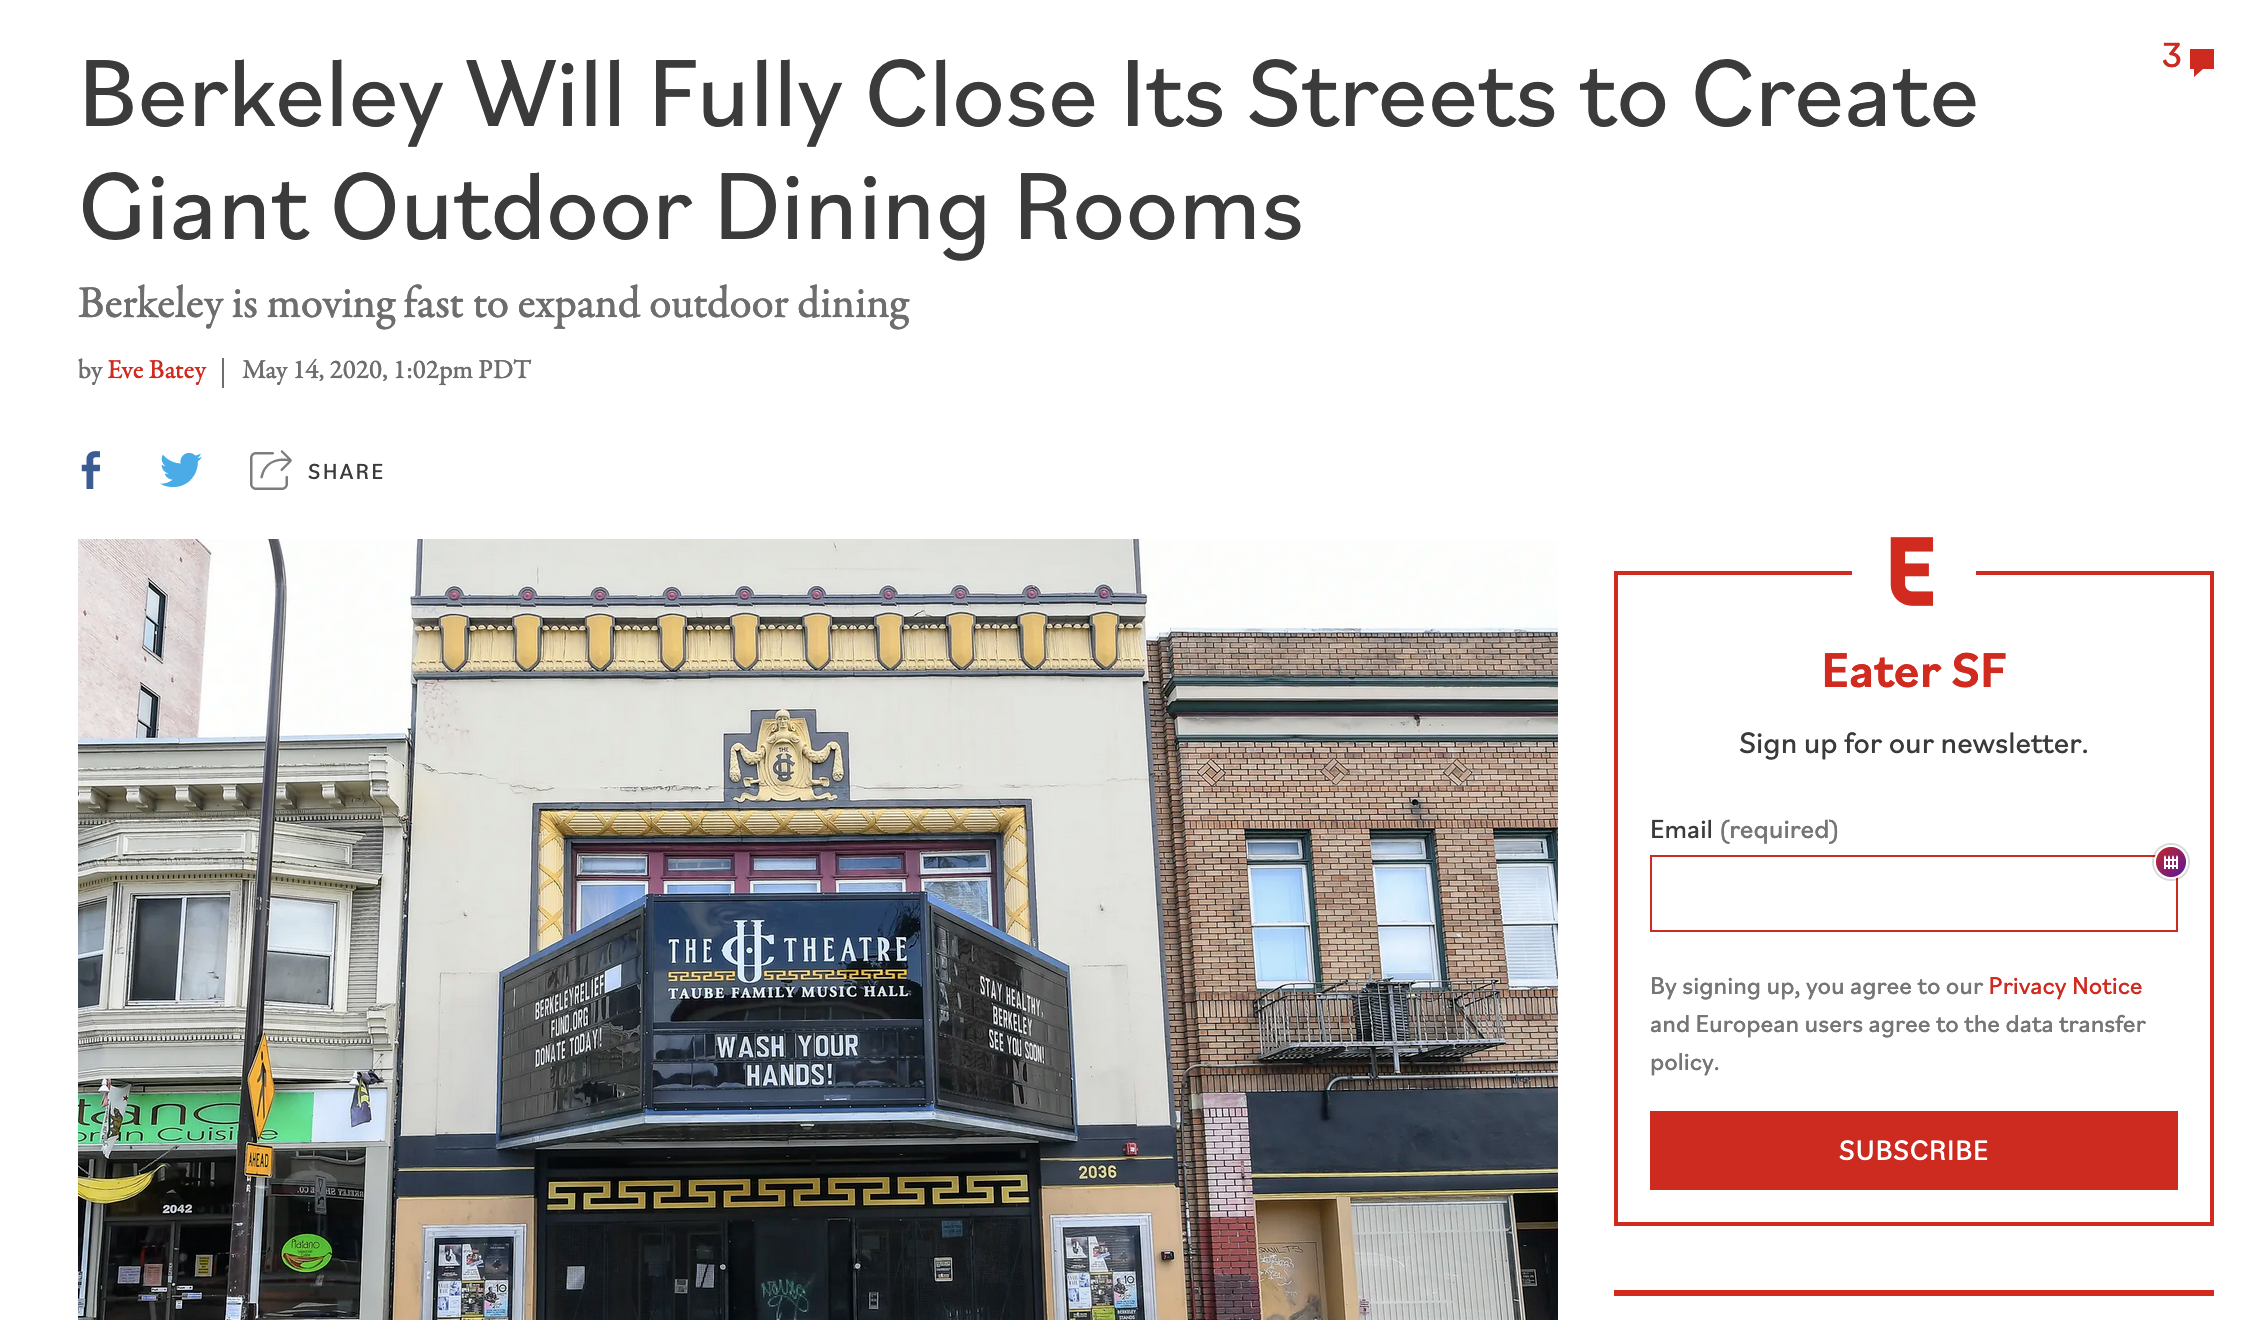 Berkeley Will Fully Close Its Streets to Create
Giant Outdoor Dining Rooms
3
Berkeley is moving fast to expand outdoor dining
by Eve Batey | May 14, 2020, 1:02pm PDT
SHARE
THE UC THEATRE
TAUBE FAMILY MUSIC HALL
BERKELEYRELIEF
FUND.ORG
DONATE TODAY!
WASH YOUR
HANDS!
STAY HEALTHY,
BERKELEY
SEE YOU SOON!
2036
AHEAD
2042
E
Eater SF
Sign up for our newsletter.
Email (required)
By signing up, you agree to our Privacy Notice
and European users agree to the data transfer
policy.
SUBSCRIBE